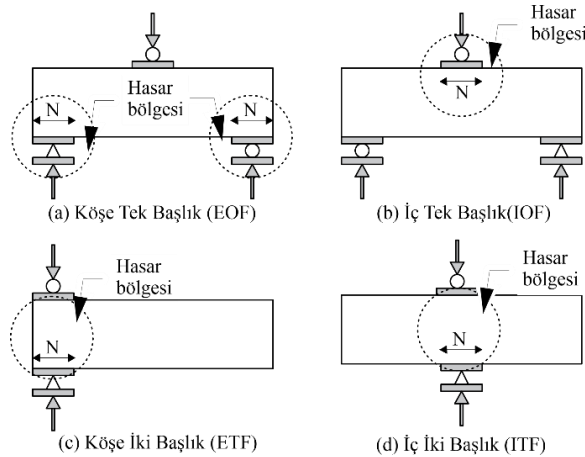 Hasar
bölgesi
N
N
(a) Köşe Tek Başlık (EOF)
Hasar
bölgesi
N
(b) İç Tek Başlık(IOF)
Hasar
bölgesi
N
(c) Köşe İki Başlık (ETF)
Hasar
bölgesi
N
(d) İç İki Başlık (ITF)